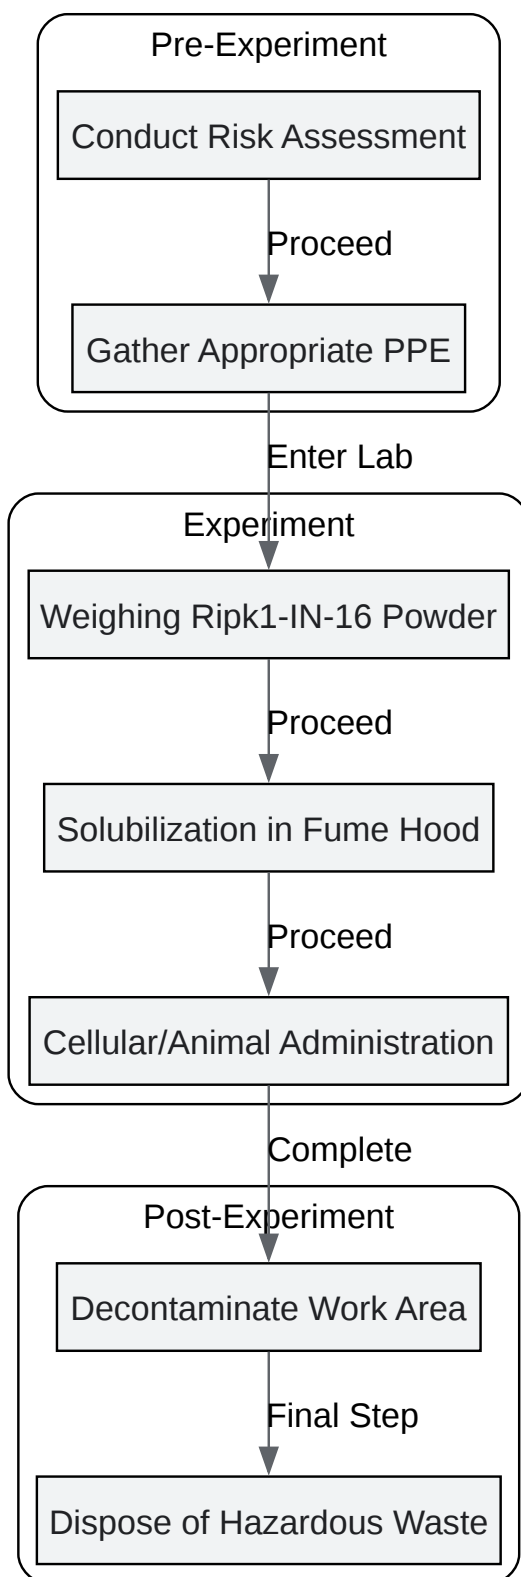 Pre-Experiment
Conduct Risk Assessment
Proceed
Gather Appropriate PPE
Enter Lab
Experiment
Weighing Ripk1-IN-16 Powder
Proceed
Solubilization in Fume Hood
Proceed
Cellular/Animal Administration
Complete
Post-Experiment
Decontaminate Work Area
Final Step
Dispose of Hazardous Waste